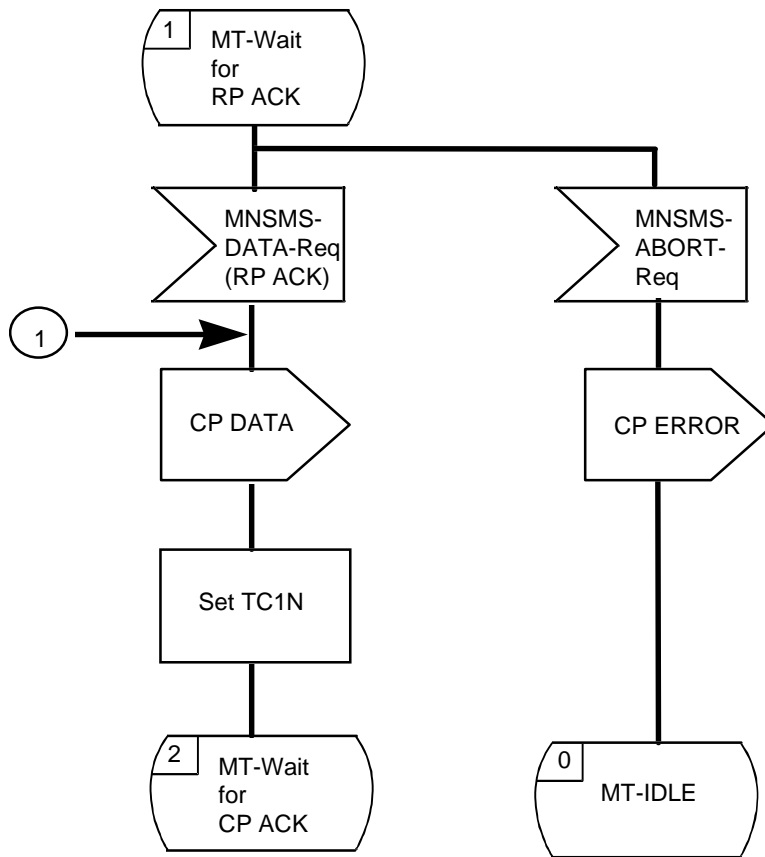 1
MT-Wait
for
RP ACK
MNSMS-
DATA-Req
(RP ACK)
MNSMS-
ABORT-
Req
1
CP DATA
CP ERROR
Set TC1N
2
MT-Wait
for
CP ACK
0
MT-IDLE